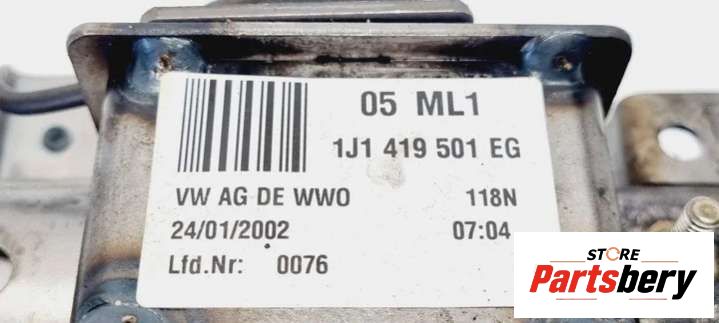 05 ML1
1J1 419 501 EG
VW AG DE WWO 118N
24/01/2002 07:04
Lfd.Nr: 0076
STORE
Partsbery